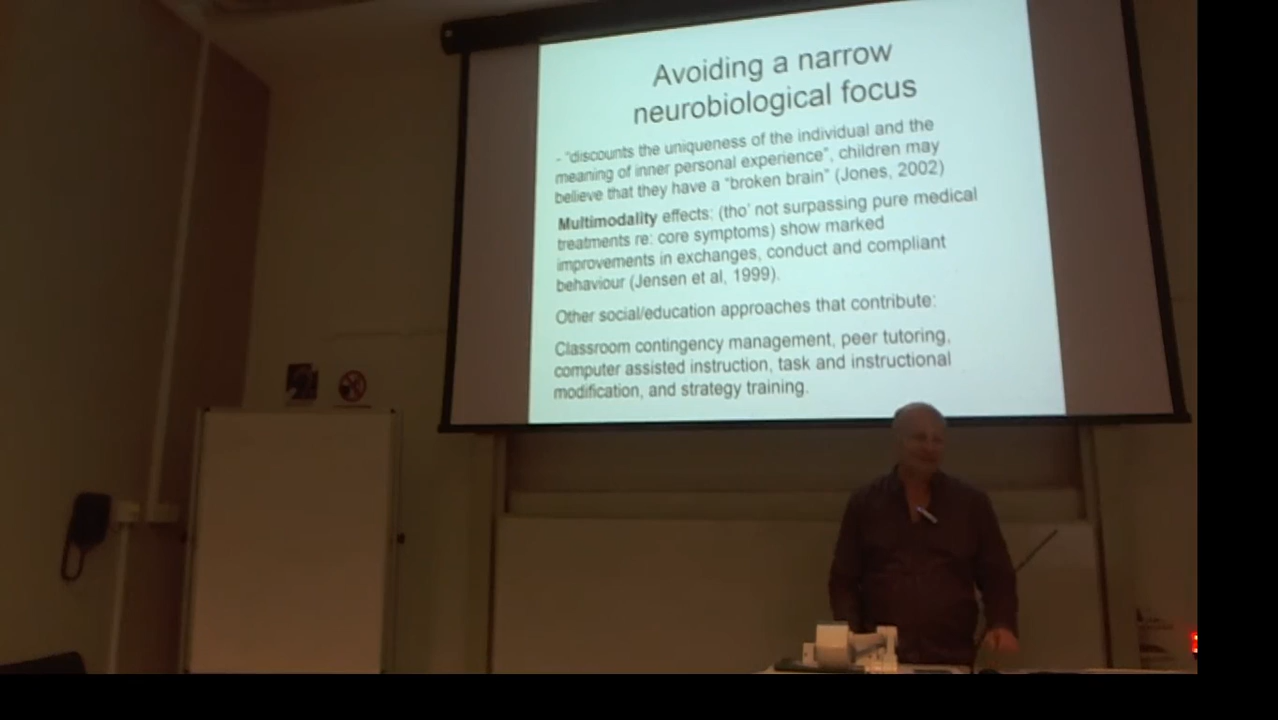 Avoiding a narrow
neurobiological focus
- "discounts the uniqueness of the individual and the
meaning of inner personal experience", children may
believe that they have a "broken brain" (Jones, 2002)
Multimodality effects: (tho' not surpassing pure medical
treatments re: core symptoms) show marked
improvements in exchanges, conduct and compliant
behaviour (Jensen et al, 1999).
Other social/education approaches that contribute:
Classroom contingency management, peer tutoring,
computer assisted instruction, task and instructional
modification, and strategy training.